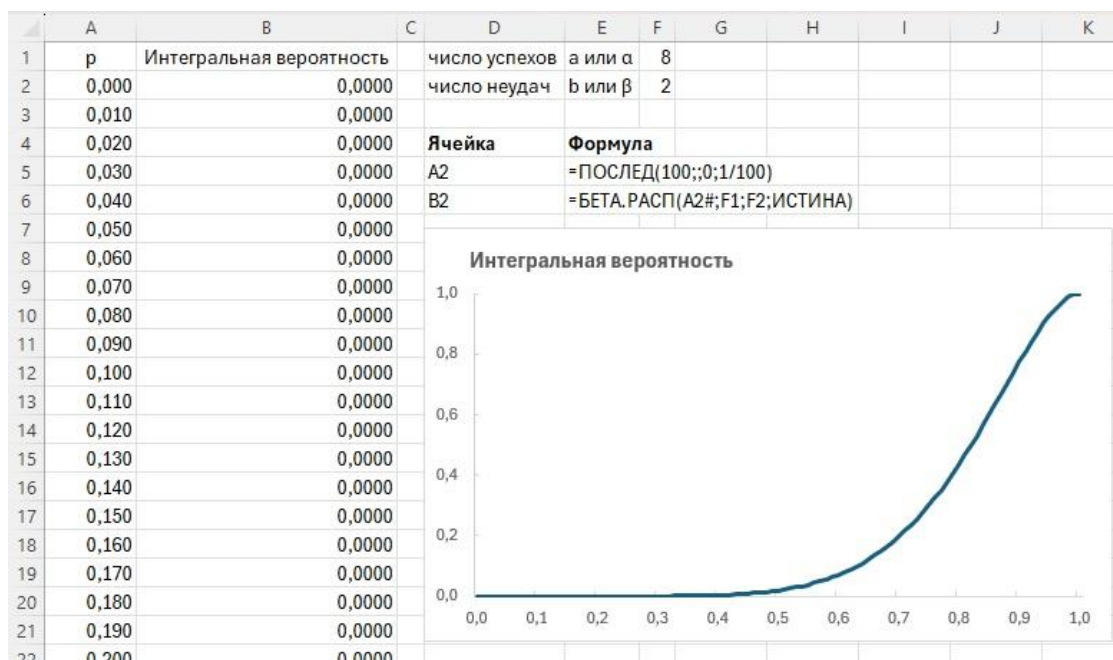 A B C D E F G H I J K
1 p Интегральная вероятность число успехов a или α 8
2 0,000 0,0000 число неудач b или β 2
3 0,010 0,0000
4 0,020 0,0000 Ячейка Формула
5 0,030 0,0000 A2 =ПОСЛЕД(100;;0;1/100)
6 0,040 0,0000 B2 =БЕТА.РАСП(A2#;F1;F2;ИСТИНА)
7 0,050 0,0000
8 0,060 0,0000 Интегральная вероятность
9 0,070 0,0000 1,0
10 0,080 0,0000
11 0,090 0,0000 0,8
12 0,100 0,0000
13 0,110 0,0000 0,6
14 0,120 0,0000
15 0,130 0,0000 0,4
16 0,140 0,0000
17 0,150 0,0000 0,2
18 0,160 0,0000
19 0,170 0,0000 0,0
20 0,180 0,0000 0,0 0,1 0,2 0,3 0,4 0,5 0,6 0,7 0,8 0,9 1,0
21 0,190 0,0000
22 0,200 0,0000